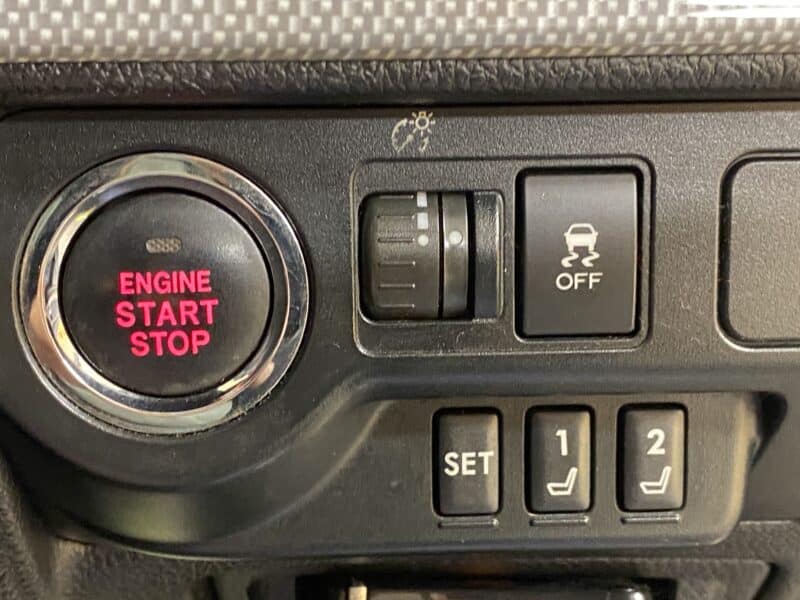 ENGINE
START
STOP
OFF
SET
1
2